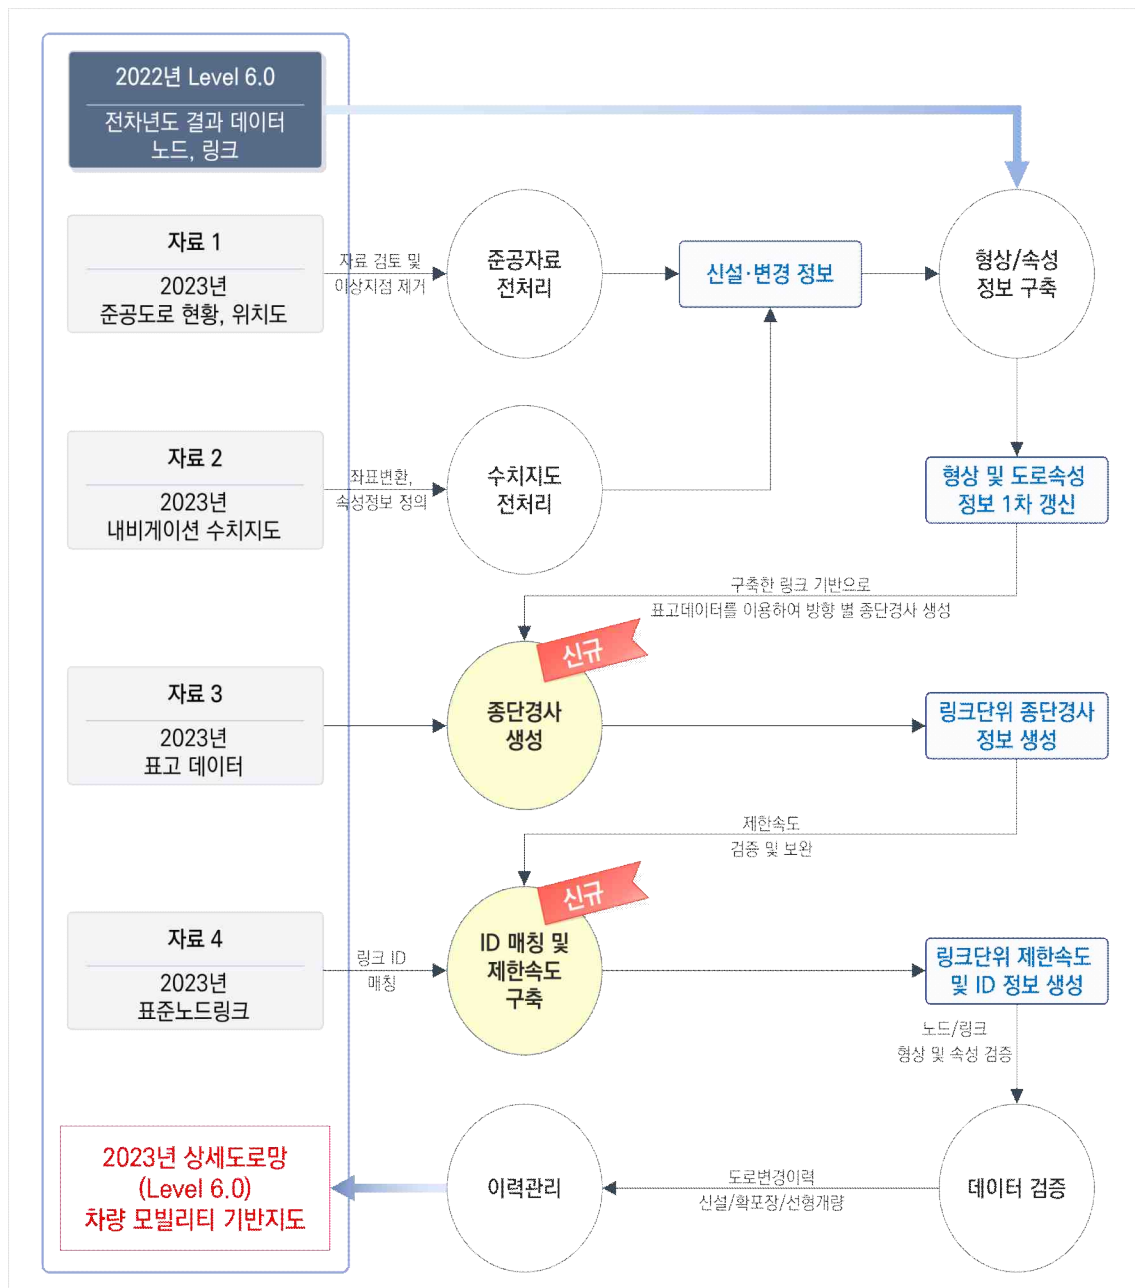 2022년 Level 6.0
전차년도 결과 데이터
노드, 링크
자료 1
2023년
준공도로 현황, 위치도
자료 검토 및
이상지점 제거
준공자료
전처리
신설·변경 정보
형상/속성
정보 구축
자료 2
2023년
내비게이션 수치지도
좌표변환,
속성정보 정의
수치지도
전처리
형상 및 도로속성
정보 1차 갱신
구축한 링크 기반으로
표고데이터를 이용하여 방향 별 종단경사 생성
자료 3
2023년
표고 데이터
신규
종단경사
생성
링크단위 종단경사
정보 생성
제한속도
검증 및 보완
자료 4
2023년
표준노드링크
링크 ID
매칭
신규
ID 매칭 및
제한속도
구축
링크단위 제한속도
및 ID 정보 생성
노드/링크
형상 및 속성 검증
데이터 검증
도로변경이력
신설/확포장/선형개량
이력관리
2023년 상세도로망
(Level 6.0)
차량 모빌리티 기반지도